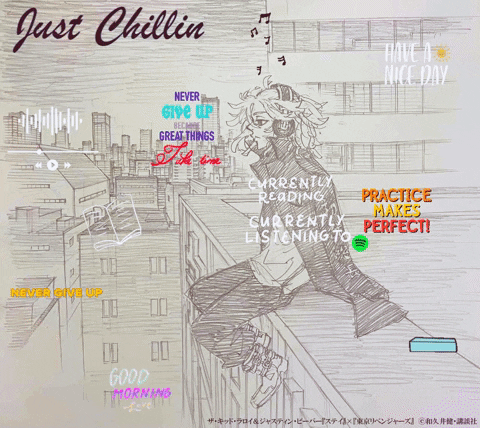 Just Chillin
HAVE A
NICE DAY
NEVER
GIVE UP
BECAUSE
GREAT THINGS
Take time
CURRENTLY
READING
CURRENTLY
LISTENING TO
PRACTICE
MAKES
PERFECT!
NEVER GIVE UP
GOOD
MORNING
ザ・キッド・ラロイ&ジャスティン・ビーバー『ステイ』×『東京リベンジャーズ』 ©和久井健・講談社